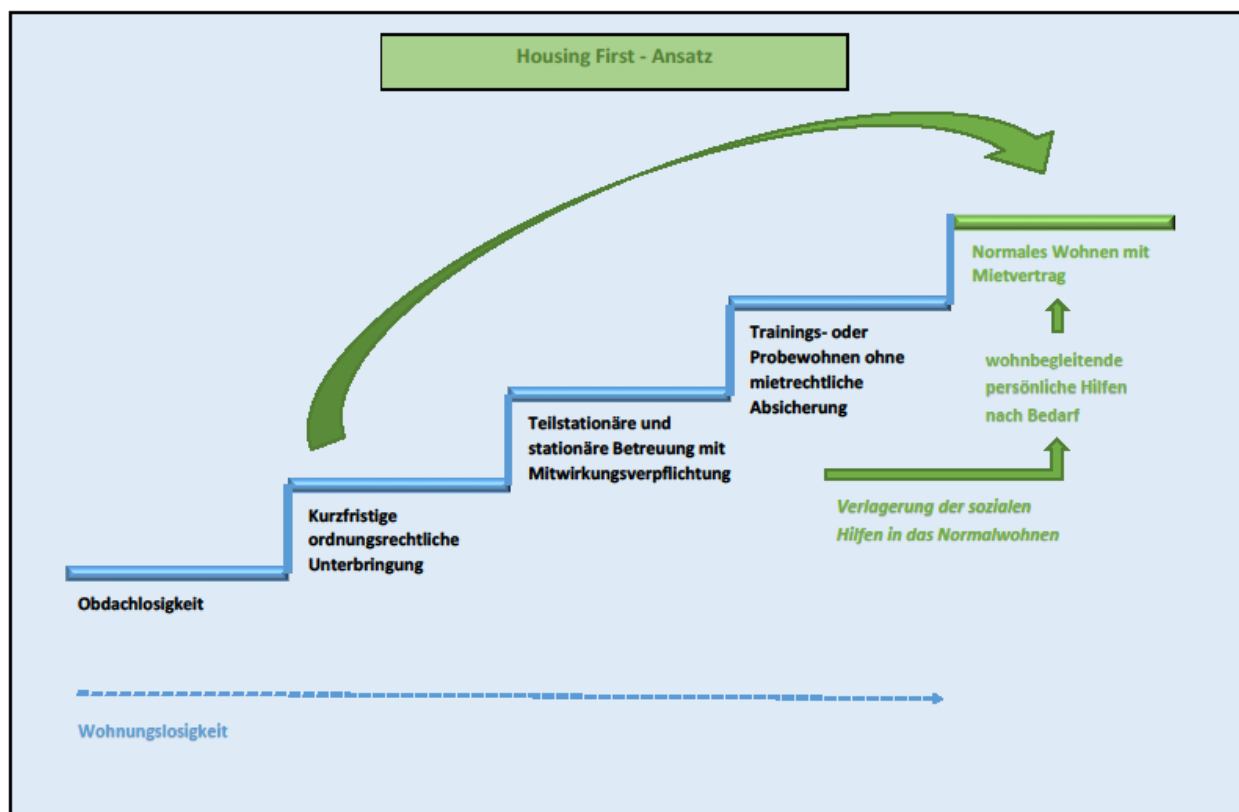 Housing First - Ansatz
Normales Wohnen mit
Mietvertrag
Trainings- oder
Probewohnen ohne
mietrechtliche
Absicherung
wohnbegleitende
persönliche Hilfen
nach Bedarf
Teilstationäre und
stationäre Betreuung mit
Mitwirkungsverpflichtung
Verlagerung der sozialen
Hilfen in das Normalwohnen
Kurzfristige
ordnungsrechtliche
Unterbringung
Obdachlosigkeit
Wohnungslosigkeit